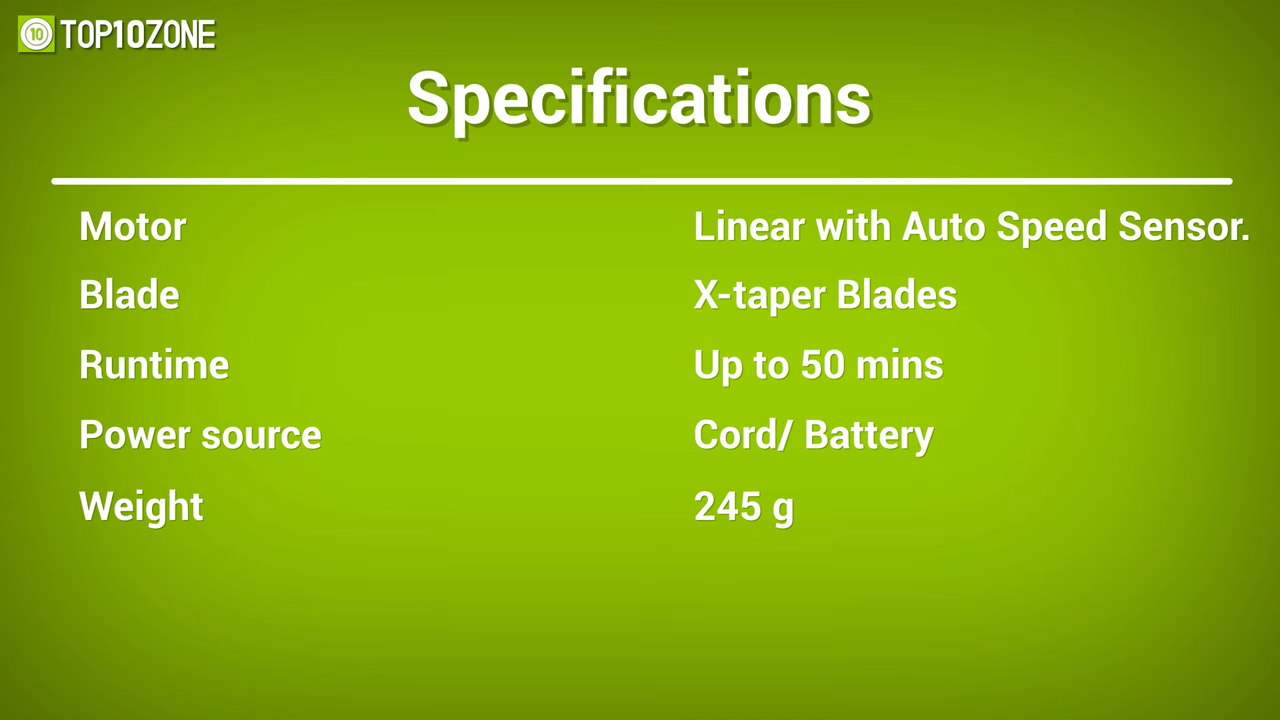 10 TOP10ZONE
Specifications
Motor Linear with Auto Speed Sensor.
Blade X-taper Blades
Runtime Up to 50 mins
Power source Cord/ Battery
Weight 245 g